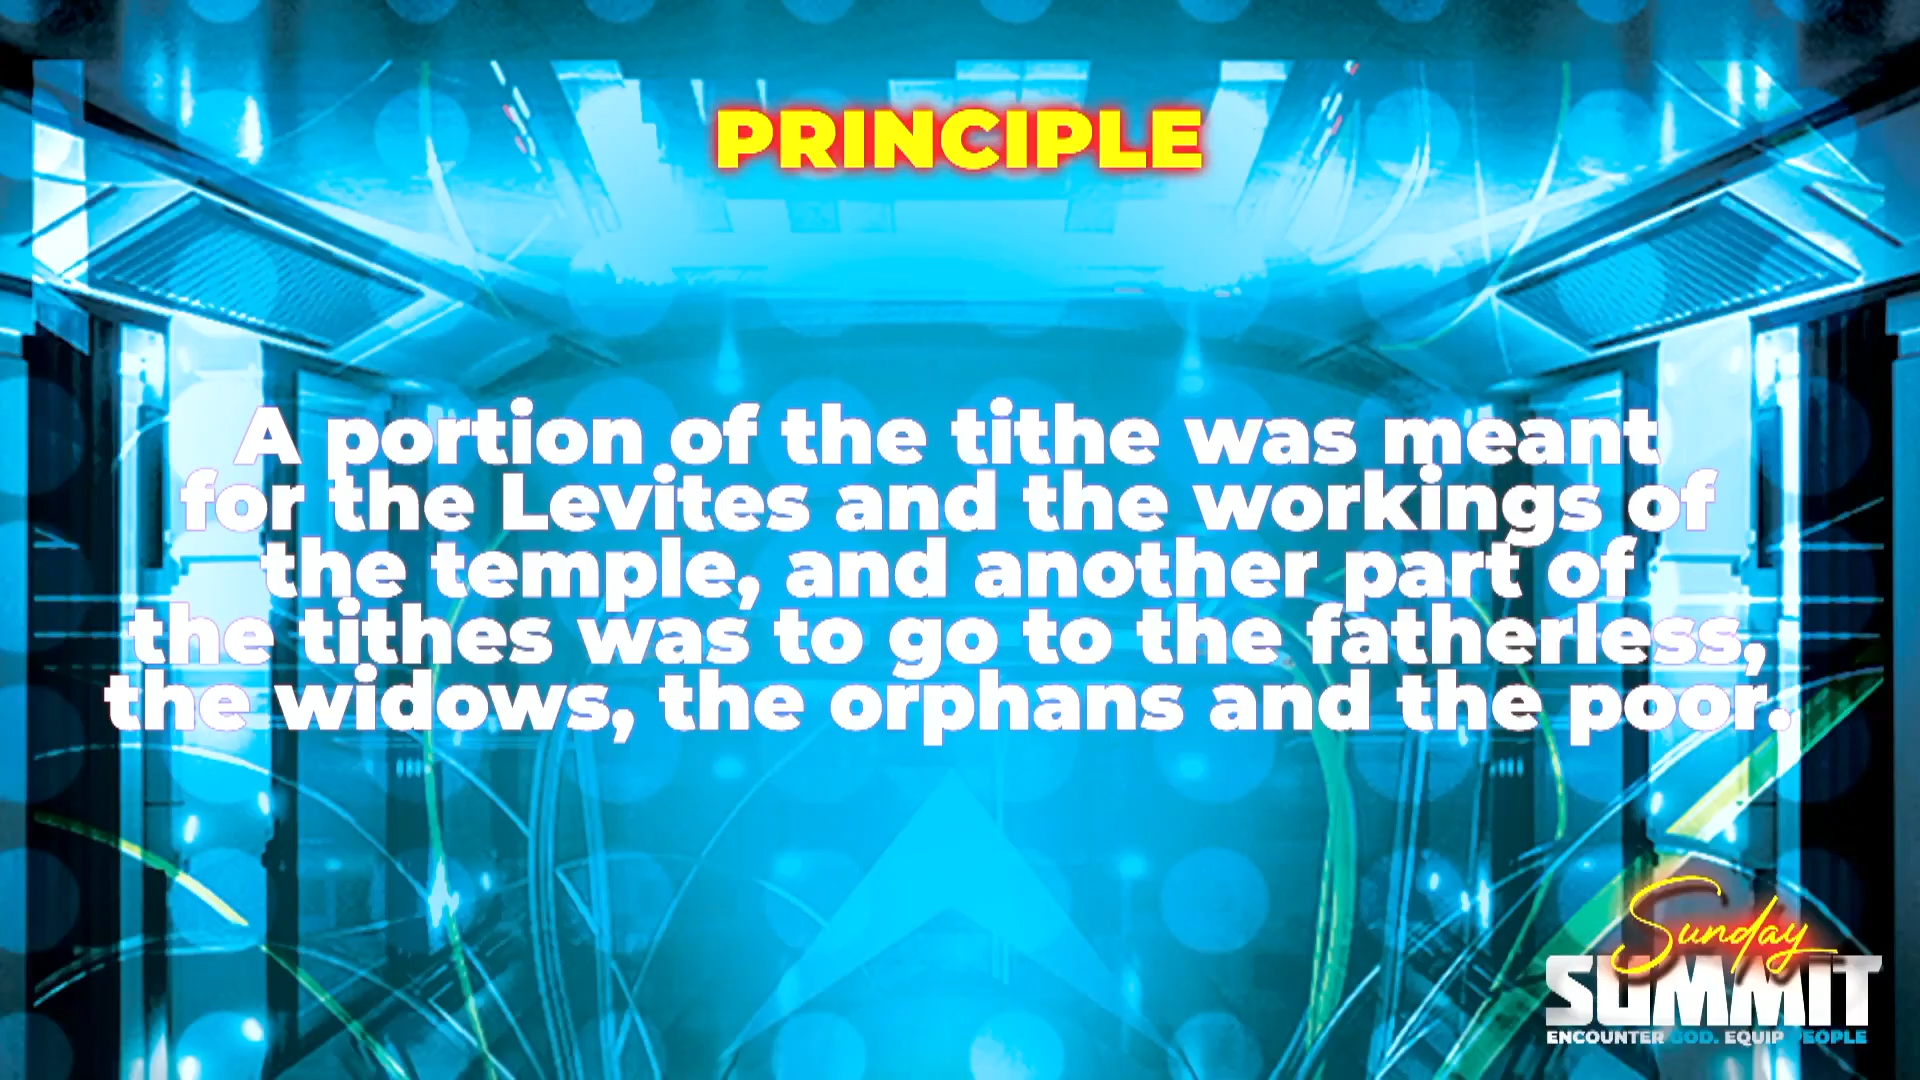 PRINCIPLE
A portion of the tithe was meant
for the Levites and the workings of
the temple, and another part of
the tithes was to go to the fatherless,
the widows, the orphans and the poor.
Sunday
SUMMIT
ENCOUNTER GOD. EQUIP PEOPLE